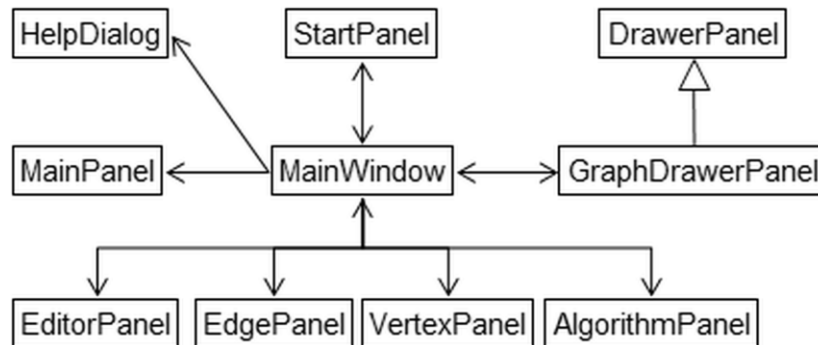 HelpDialog StartPanel DrawerPanel
MainPanel MainWindow GraphDrawerPanel
EditorPanel EdgePanel VertexPanel AlgorithmPanel